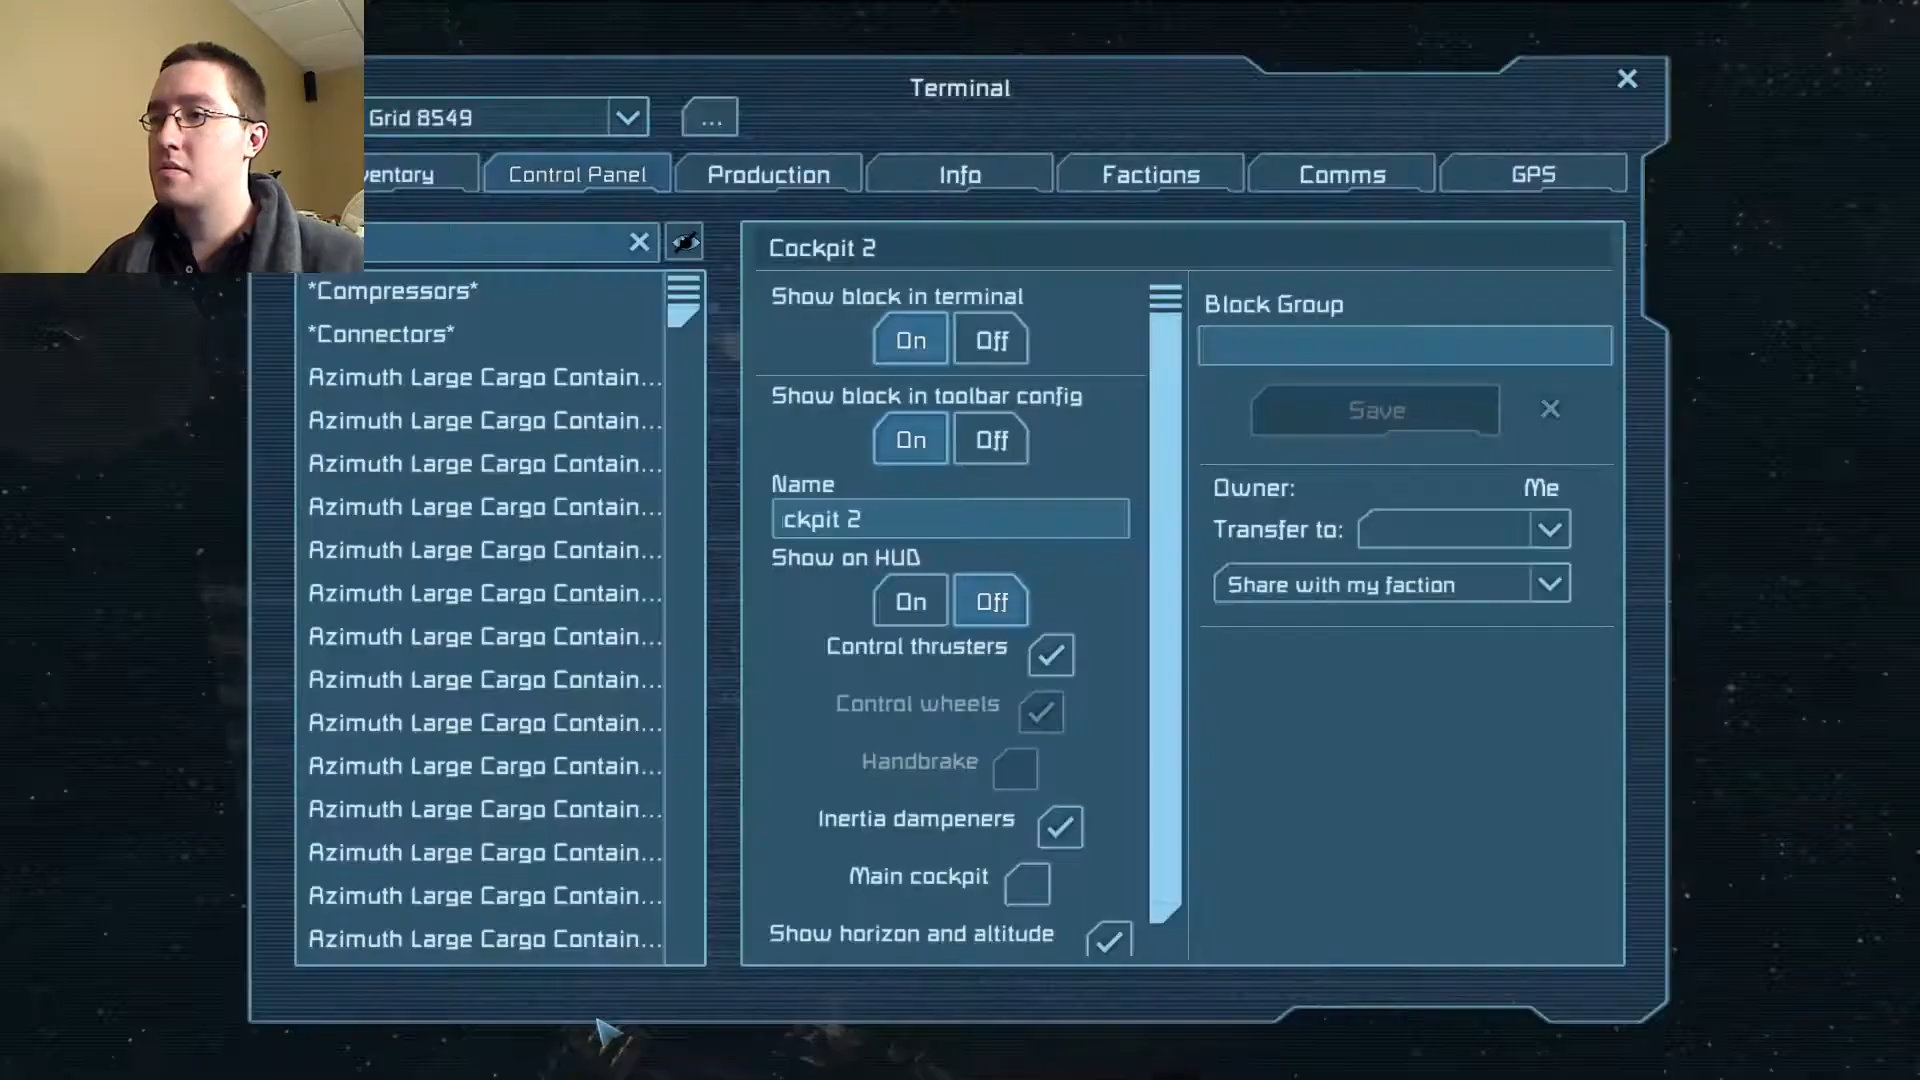 Terminal
Grid 8549
...
ventory
Control Panel
Production
Info
Factions
Comms
GPS
*Compressors*
*Connectors*
Azimuth Large Cargo Contain...
Azimuth Large Cargo Contain...
Azimuth Large Cargo Contain...
Azimuth Large Cargo Contain...
Azimuth Large Cargo Contain...
Azimuth Large Cargo Contain...
Azimuth Large Cargo Contain...
Azimuth Large Cargo Contain...
Azimuth Large Cargo Contain...
Azimuth Large Cargo Contain...
Azimuth Large Cargo Contain...
Azimuth Large Cargo Contain...
Azimuth Large Cargo Contain...
Azimuth Large Cargo Contain...
Cockpit 2
Show block in terminal
On Off
Show block in toolbar config
On Off
Name
ckpit 2
Show on HUD
On Off
Control thrusters
Control wheels
Handbrake
Inertia dampeners
Main cockpit
Show horizon and altitude
Block Group
Save
Owner: Me
Transfer to:
Share with my faction